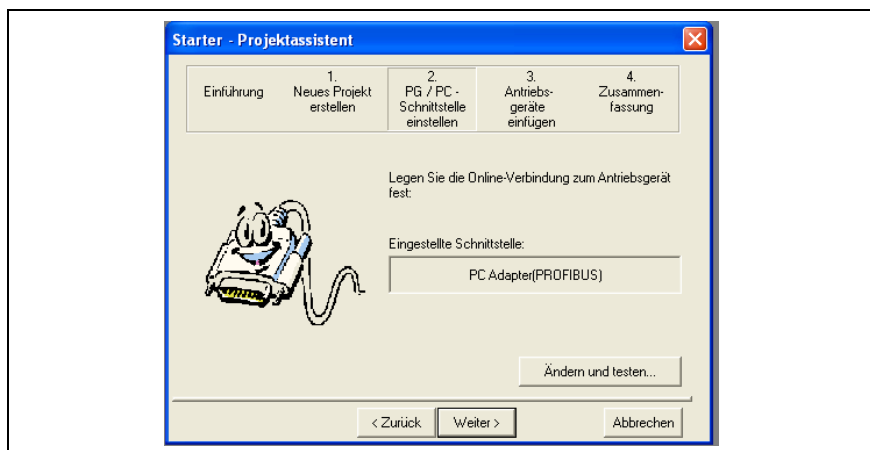 Starter - Projektassistent
Einführung
1.
Neues Projekt
erstellen
2.
PG / PC -
Schnittstelle
einstellen
3.
Antriebs-
geräte
einfügen
4.
Zusammen-
fassung
Legen Sie die Online-Verbindung zum Antriebsgerät
fest:
Eingestellte Schnittstelle:
PC Adapter(PROFIBUS)
Ändern und testen...
< Zurück
Weiter >
Abbrechen